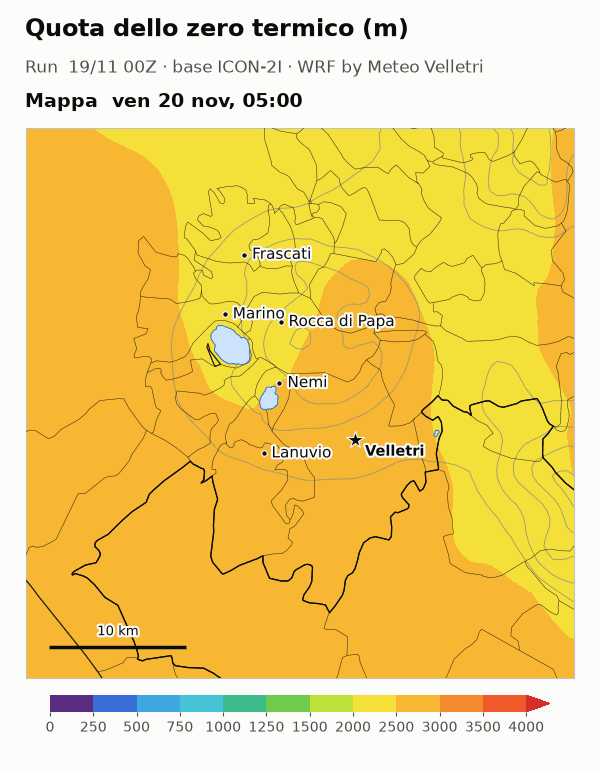 Quota dello zero termico (m)
Run  19/11 00Z · base ICON-2I · WRF by Meteo Velletri
Mappa  ven 20 nov, 05:00
Frascati
Marino
Rocca di Papa
Nemi
Velletri
Lanuvio
10 km
0 250 500 750 1000 1250 1500 2000 2500 3000 3500 4000